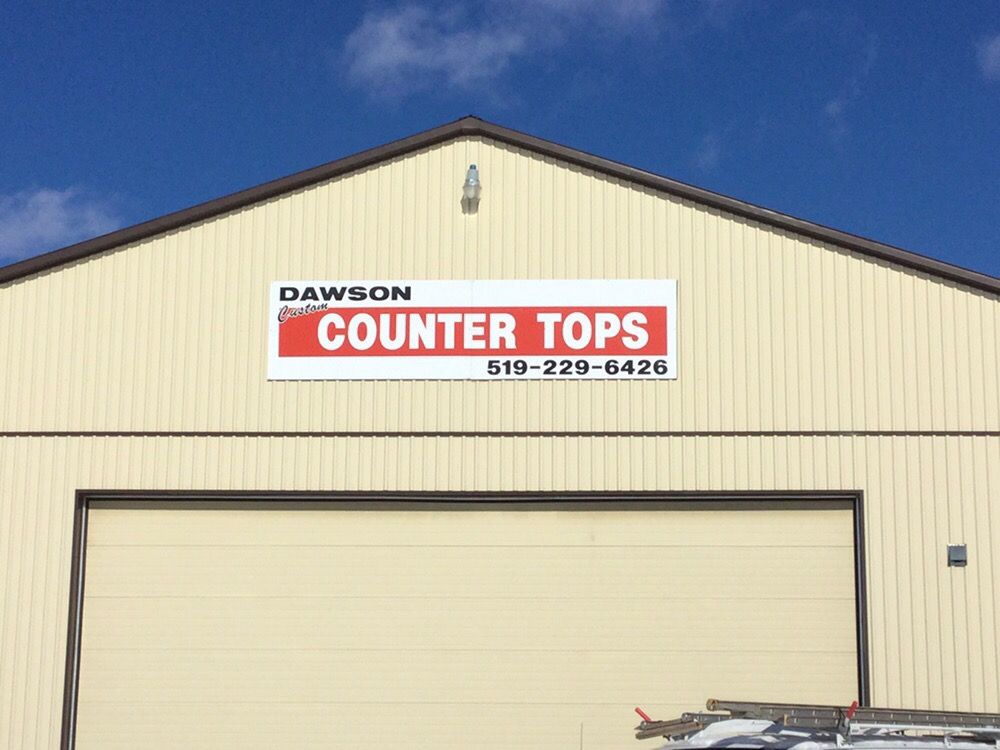 DAWSON
Custom
COUNTER TOPS
519-229-6426